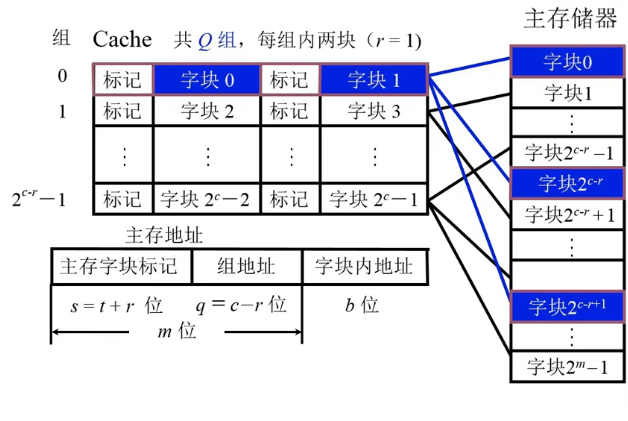 主存储器
组 Cache 共 Q 组，每组内两块（r = 1）
0 标记 字块 0 标记 字块 1
1 标记 字块 2 标记 字块 3
⋮ ⋮ ⋮
2^{c-r}－1 标记 字块 2^c－2 标记 字块 2^c－1
字块0
字块1
⋮
字块2^{c-r}－1
字块2^{c-r}
字块2^{c-r}＋1
⋮
字块2^{c-r+1}
⋮
字块2^m－1
主存地址
主存字块标记 组地址 字块内地址
s = t + r 位 q = c－r 位 b 位
m 位